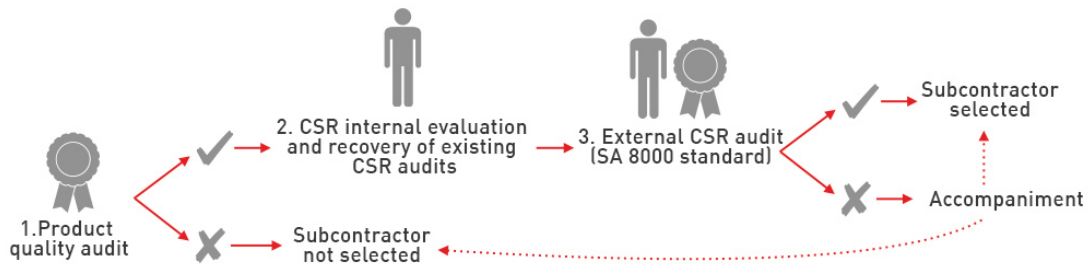 1.Product
quality audit
2. CSR internal evaluation
and recovery of existing
CSR audits
Subcontractor
not selected
3. External CSR audit
(SA 8000 standard)
Subcontractor
selected
Accompaniment